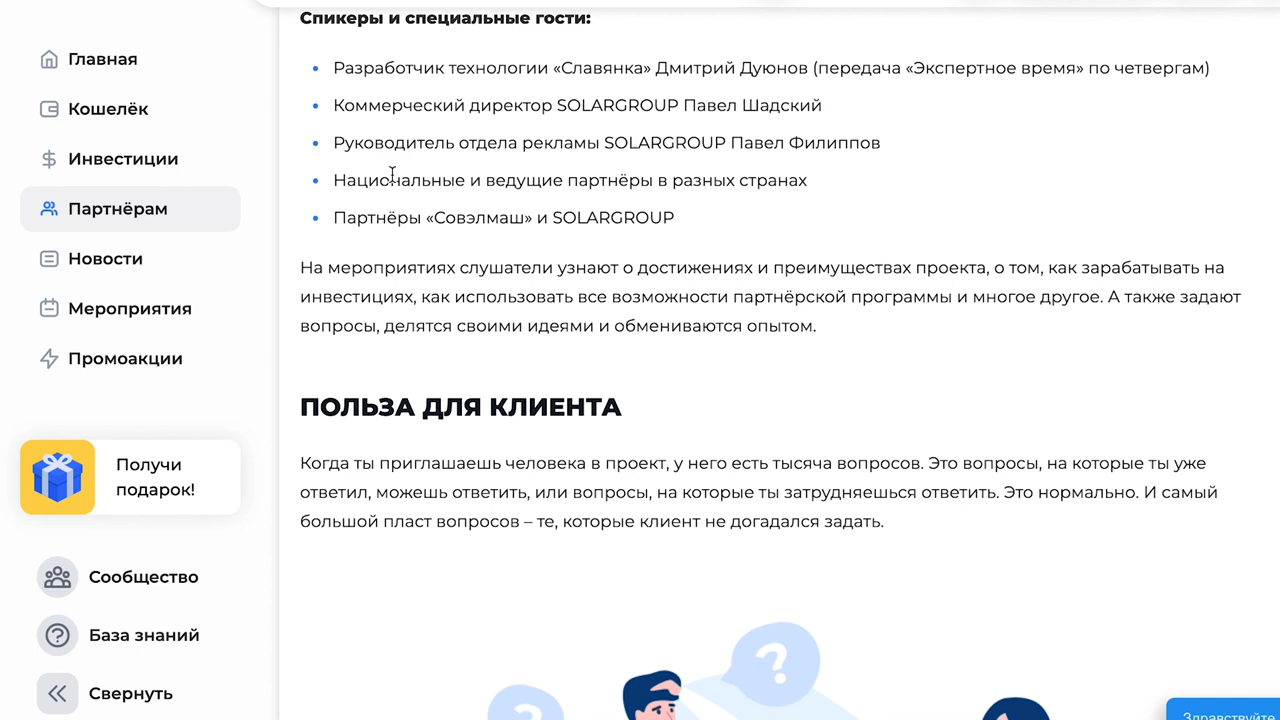 Главная
Кошелёк
Инвестиции
Партнёрам
Новости
Мероприятия
Промоакции
Получи
подарок!
Сообщество
База знаний
Свернуть
Спикеры и специальные гости:
Разработчик технологии «Славянка» Дмитрий Дуюнов (передача «Экспертное время» по четвергам)
Коммерческий директор SOLARGROUP Павел Шадский
Руководитель отдела рекламы SOLARGROUP Павел Филиппов
Национальные и ведущие партнёры в разных странах
Партнёры «Совэлмаш» и SOLARGROUP
На мероприятиях слушатели узнают о достижениях и преимуществах проекта, о том, как зарабатывать на
инвестициях, как использовать все возможности партнёрской программы и многое другое. А также задают
вопросы, делятся своими идеями и обмениваются опытом.
ПОЛЬЗА ДЛЯ КЛИЕНТА
Когда ты приглашаешь человека в проект, у него есть тысяча вопросов. Это вопросы, на которые ты уже
ответил, можешь ответить, или вопросы, на которые ты затрудняешься ответить. Это нормально. И самый
большой пласт вопросов – те, которые клиент не догадался задать.
?
?
Здравствуйте